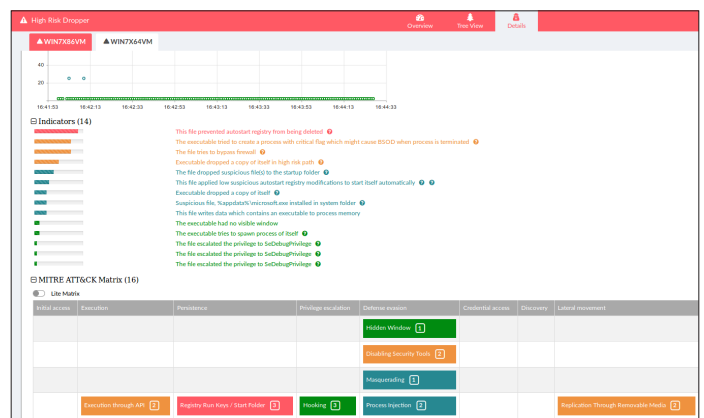 High Risk Dropper
Overview
Tree View
Details
WIN7X86VM
WIN7X64VM
40
20
16:41:53 16:42:13 16:42:33 16:42:53 16:43:13 16:43:33 16:43:53 16:44:13 16:44:33
Indicators (14)
This file prevented autostart registry from being deleted
The executable tried to create a process with critical flag which might cause BSOD when process is terminated
The file tries to bypass firewall
Executable dropped a copy of itself in high risk path
The file dropped suspicious file(s) to the startup folder
This file applied low suspicious autostart registry modifications to start itself automatically
Executable dropped a copy of itself
Suspicious file, %appdata%\microsoft.exe installed in system folder
This file writes data which contains an executable to process memory
The executable had no visible window
The executable tries to spawn process of itself
The file escalated the privilege to SeDebugPrivilege
The file escalated the privilege to SeDebugPrivilege
The file escalated the privilege to SeDebugPrivilege
MITRE ATT&CK Matrix (16)
Lite Matrix
Initial access Execution Persistence Privilege escalation Defense evasion Credential access Discovery Lateral movement
Hidden Window 1
Disabling Security Tools 2
Masquerading 1
Execution through API 2 Registry Run Keys / Start Folder 3 Hooking 3 Process Injection 2 Replication Through Removable Media 2